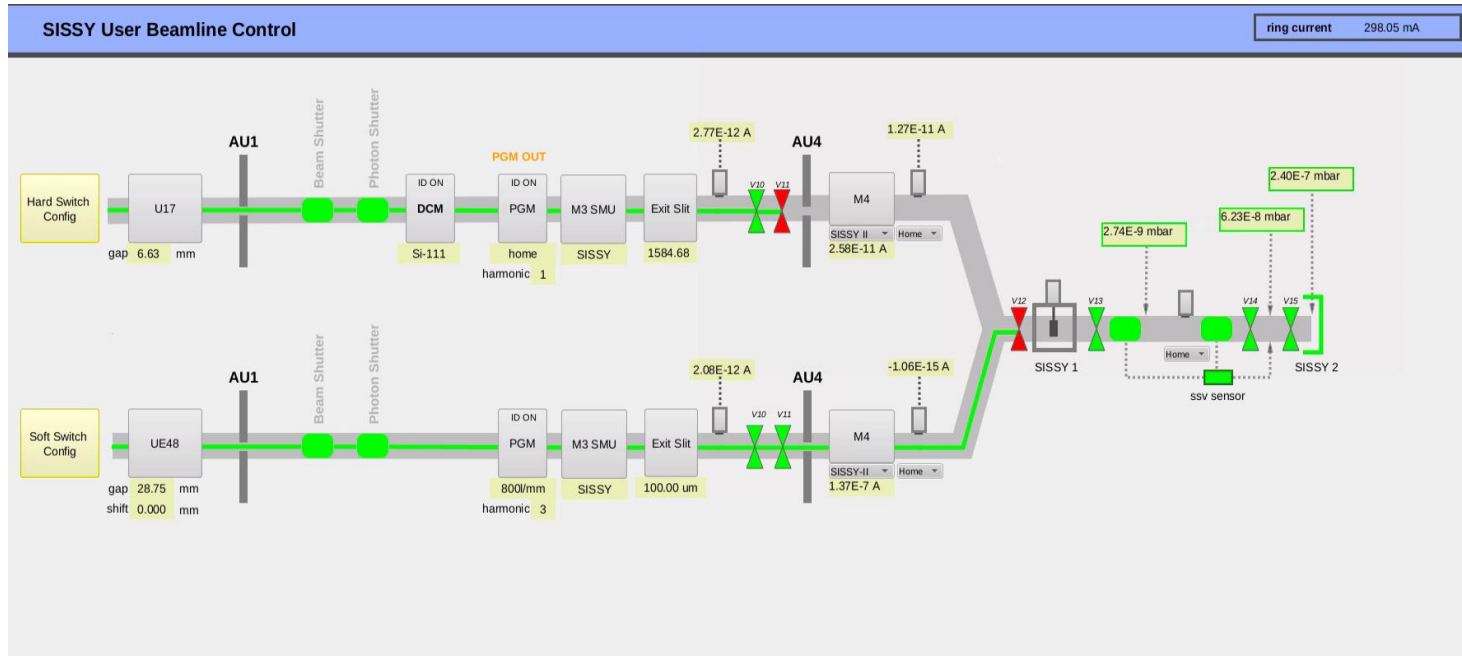 SISSY User Beamline Control
ring current 298.05 mA
Beam Shutter
Photon Shutter
AU1
PGM OUT
2.77E-12 A
AU4
1.27E-11 A
Hard Switch
Config
U17
ID ON
DCM
ID ON
PGM
M3 SMU
Exit Slit
V10
V11
M4
SISSY II
Home
2.58E-11 A
gap 6.63 mm
Si-111
home
SISSY
1584.68
harmonic 1
2.40E-7 mbar
6.23E-8 mbar
2.74E-9 mbar
V12
V13
V14
V15
SISSY 1
Home
SISSY 2
ssv sensor
Beam Shutter
Photon Shutter
AU1
2.08E-12 A
AU4
-1.06E-15 A
Soft Switch
Config
UE48
ID ON
PGM
M3 SMU
Exit Slit
V10
V11
M4
SISSY-II
Home
1.37E-7 A
gap 28.75 mm
shift 0.000 mm
800l/mm
SISSY
100.00 um
harmonic 3